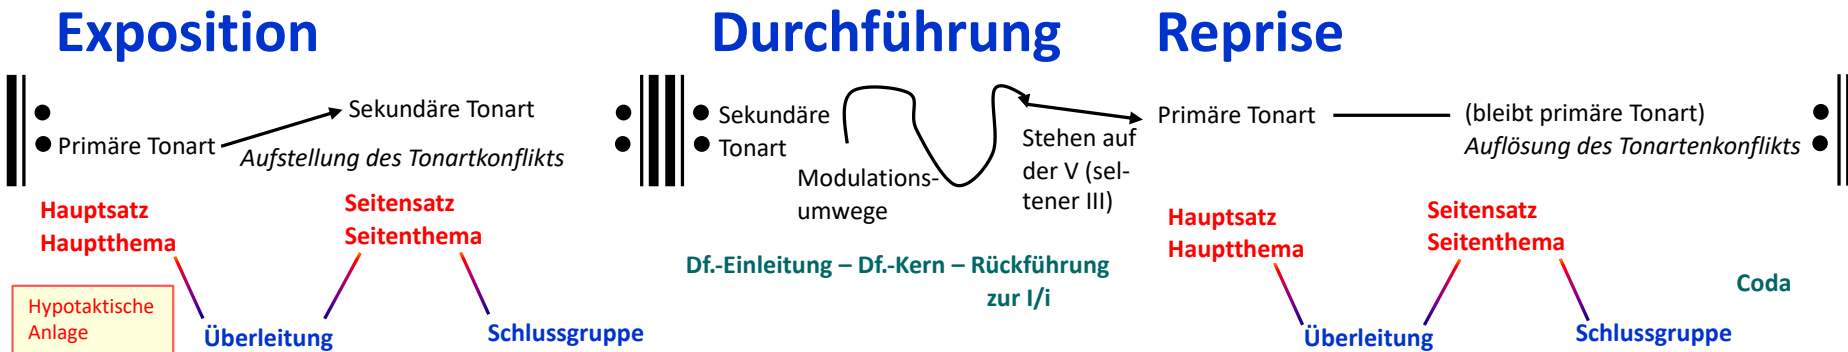 Exposition
Durchführung
Reprise
Primäre Tonart
Sekundäre Tonart
Aufstellung des Tonartkonflikts
Sekundäre
Tonart
Modulations-
umwege
Stehen auf
der V (sel-
tener III)
Primäre Tonart
(bleibt primäre Tonart)
Auflösung des Tonartenkonflikts
Hauptsatz
Hauptthema
Seitensatz
Seitenthema
Überleitung
Schlussgruppe
Hypotaktische
Anlage
Df.-Einleitung – Df.-Kern – Rückführung
zur I/i
Hauptsatz
Hauptthema
Seitensatz
Seitenthema
Überleitung
Schlussgruppe
Coda